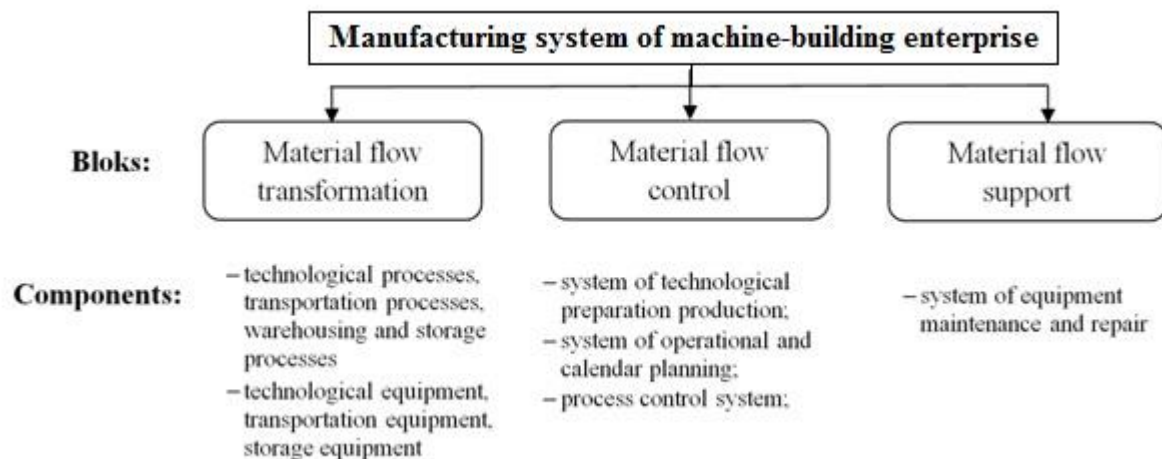 Manufacturing system of machine-building enterprise
Bloks:
Material flow
transformation
Material flow
control
Material flow
support
Components:
– technological processes,
transportation processes,
warehousing and storage
processes
– technological equipment,
transportation equipment,
storage equipment
– system of technological
preparation production;
– system of operational and
calendar planning;
– process control system;
– system of equipment
maintenance and repair